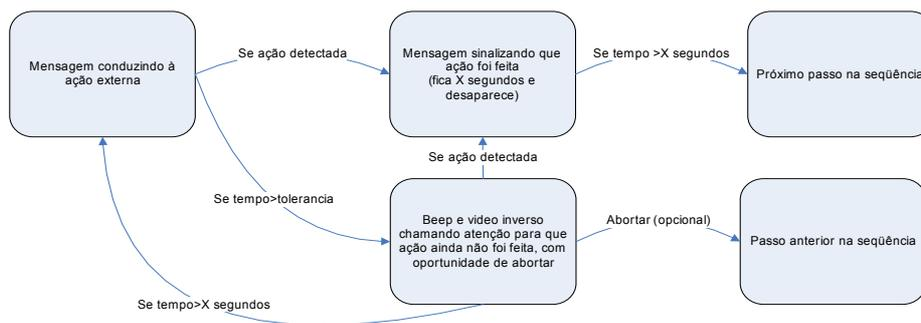 Mensagem conduzindo à
ação externa
Se ação detectada
Mensagem sinalizando que
ação foi feita
(fica X segundos e
desaparece)
Se tempo >X segundos
Próximo passo na seqüência
Se ação detectada
Se tempo>tolerancia
Beep e video inverso
chamando atenção para que
ação ainda não foi feita, com
oportunidade de abortar
Abortar (opcional)
Passo anterior na seqüência
Se tempo>X segundos